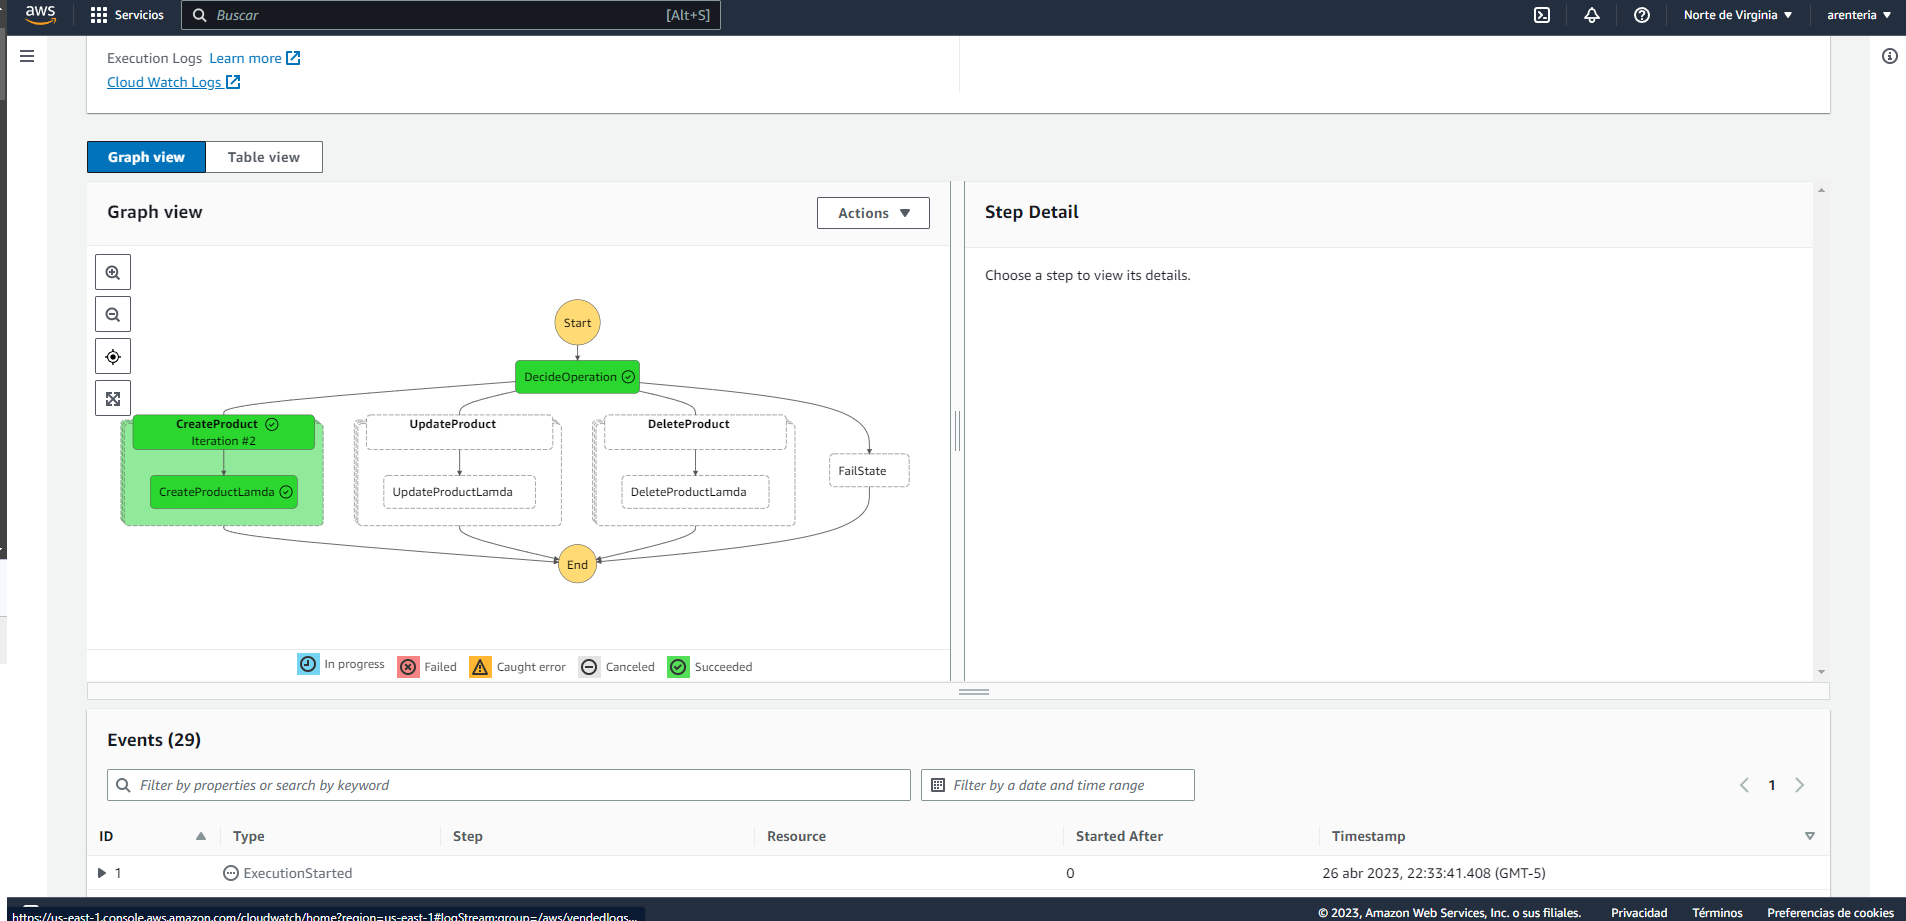 aws
Servicios
Buscar
[Alt+S]
Norte de Virginia
arenteria
Execution Logs Learn more
Cloud Watch Logs
Graph view
Table view
Graph view
Actions
Step Detail
Choose a step to view its details.
Start
DecideOperation
CreateProduct
Iteration #2
CreateProductLamda
UpdateProduct
UpdateProductLamda
DeleteProduct
DeleteProductLamda
FailState
End
In progress
Failed
Caught error
Canceled
Succeeded
Events (29)
Filter by properties or search by keyword
Filter by a date and time range
1
ID
Type
Step
Resource
Started After
Timestamp
1
ExecutionStarted
0
26 abr 2023, 22:33:41.408 (GMT-5)
https://us-east-1.console.aws.amazon.com/cloudwatch/home?region=us-east-1#logStream:group=/aws/vendedlogs...
© 2023, Amazon Web Services, Inc. o sus filiales.
Privacidad
Términos
Preferencias de cookies